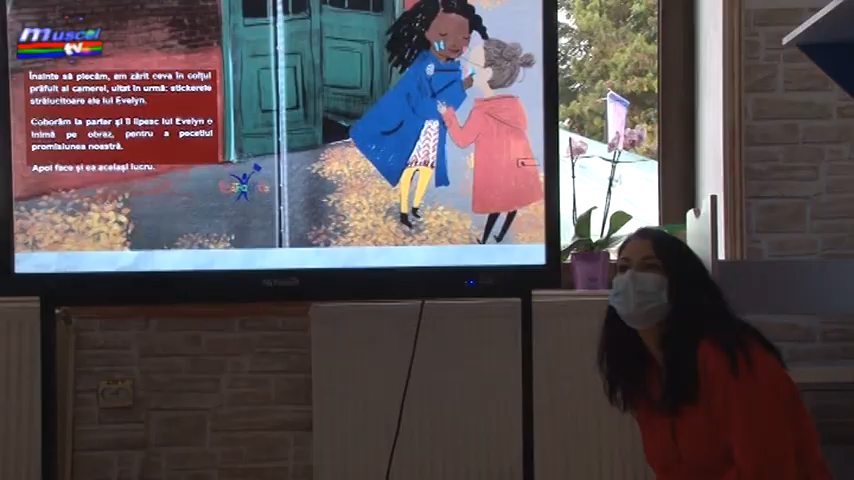 Muscel
tv
Înainte să plecăm, am zărit ceva în colțul
prăfuit al camerei, uitat în urmă: stickerele
strălucitoare ale lui Evelyn.
Cobor‌âm la parter și îi lipesc lui Evelyn o
inimă pe obraz, pentru a pecetlui
promisiunea noastră.
Apoi face și ea același lucru.